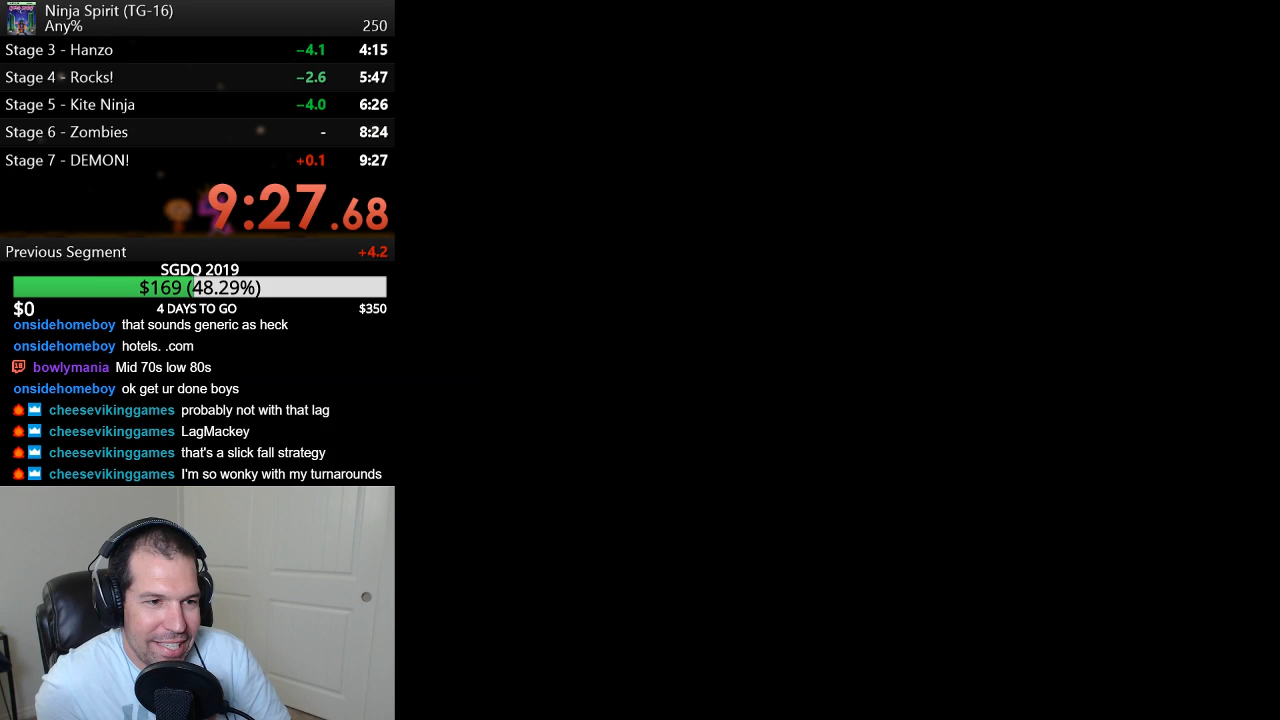 Ninja Spirit (TG-16)
Any% 250
Stage 3 - Hanzo −4.1 4:15
Stage 4 - Rocks! −2.6 5:47
Stage 5 - Kite Ninja −4.0 6:26
Stage 6 - Zombies - 8:24
Stage 7 - DEMON! +0.1 9:27
9:27.68
Previous Segment +4.2
SGDQ 2019
$169 (48.29%)
$0 4 DAYS TO GO $350
onsidehomeboy that sounds generic as heck
onsidehomeboy hotels. .com
bowlymania Mid 70s low 80s
onsidehomeboy ok get ur done boys
cheesevikinggames probably not with that lag
cheesevikinggames LagMackey
cheesevikinggames that's a slick fall strategy
cheesevikinggames I'm so wonky with my turnarounds